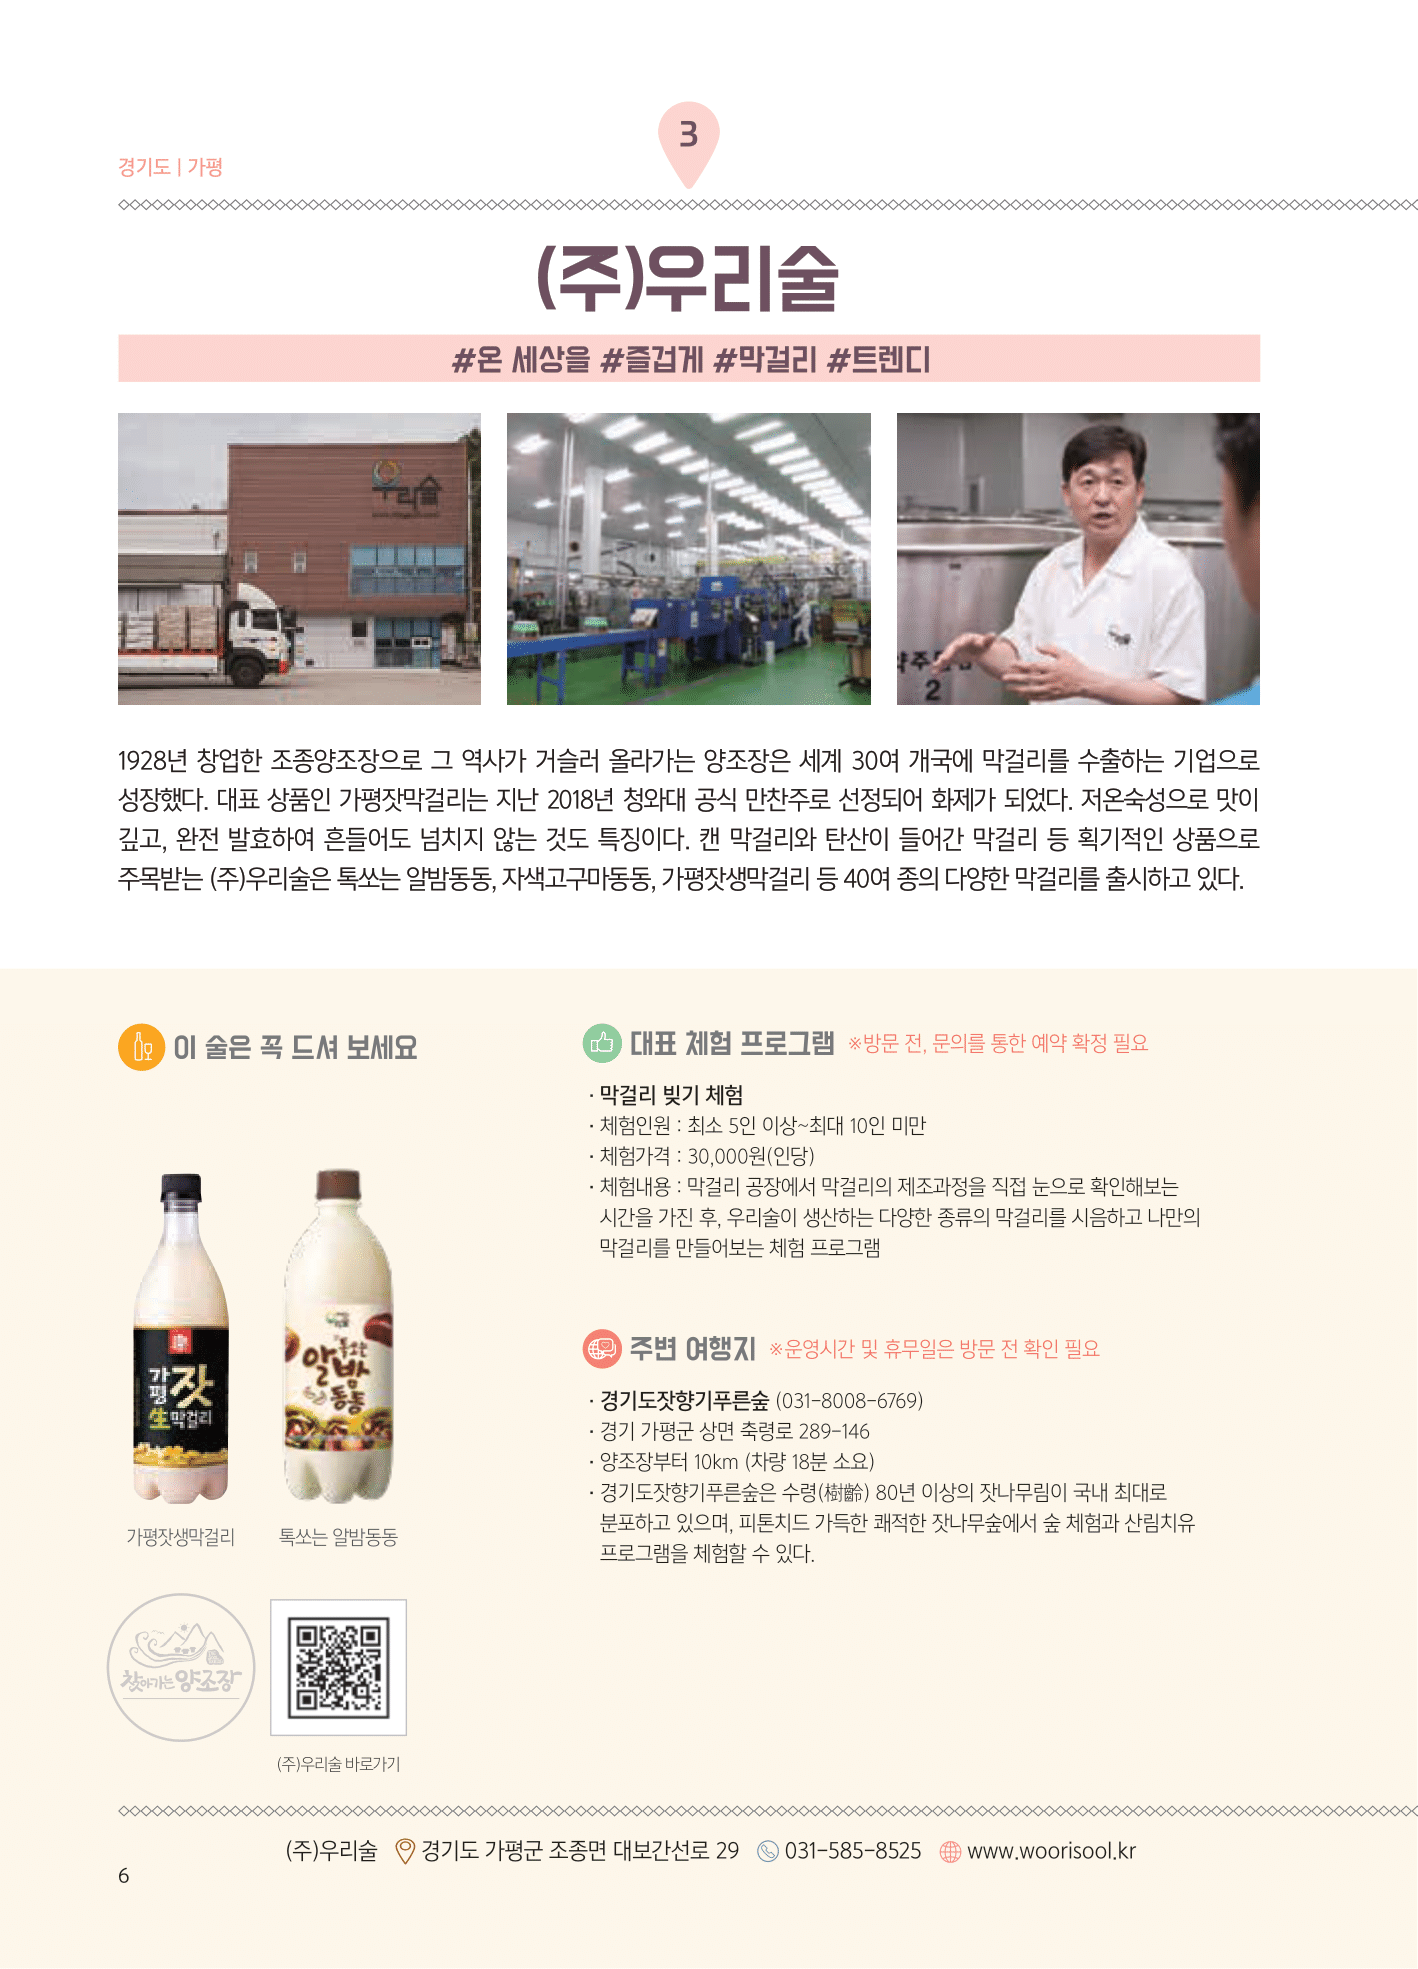 3
경기도 | 가평
(주)우리술
#온 세상을 #즐겁게 #막걸리 #트렌디
우리술
2
1928년 창업한 조종양조장으로 그 역사가 거슬러 올라가는 양조장은 세계 30여 개국에 막걸리를 수출하는 기업으로
성장했다. 대표 상품인 가평잣막걸리는 지난 2018년 청와대 공식 만찬주로 선정되어 화제가 되었다. 저온숙성으로 맛이
깊고, 완전 발효하여 흔들어도 넘치지 않는 것도 특징이다. 캔 막걸리와 탄산이 들어간 막걸리 등 획기적인 상품으로
주목받는 (주)우리술은 톡쏘는 알밤동동, 자색고구마동동, 가평잣생막걸리 등 40여 종의 다양한 막걸리를 출시하고 있다.
이 술은 꼭 드셔 보세요
가평 잣
生막걸리
톡쏘는
알밤
동동
가평잣생막걸리
톡쏘는 알밤동동
찾아가는 양조장
(주)우리술 바로가기
대표 체험 프로그램 ※방문 전, 문의를 통한 예약 확정 필요
· 막걸리 빚기 체험
· 체험인원 : 최소 5인 이상~최대 10인 미만
· 체험가격 : 30,000원(인당)
· 체험내용 : 막걸리 공장에서 막걸리의 제조과정을 직접 눈으로 확인해보는
시간을 가진 후, 우리술이 생산하는 다양한 종류의 막걸리를 시음하고 나만의
막걸리를 만들어보는 체험 프로그램
주변 여행지 ※운영시간 및 휴무일은 방문 전 확인 필요
· 경기도잣향기푸른숲 (031-8008-6769)
· 경기 가평군 상면 축령로 289-146
· 양조장부터 10km (차량 18분 소요)
· 경기도잣향기푸른숲은 수령(樹齡) 80년 이상의 잣나무림이 국내 최대로
분포하고 있으며, 피톤치드 가득한 쾌적한 잣나무숲에서 숲 체험과 산림치유
프로그램을 체험할 수 있다.
(주)우리술 경기도 가평군 조종면 대보간선로 29 031-585-8525 www.woorisool.kr
6